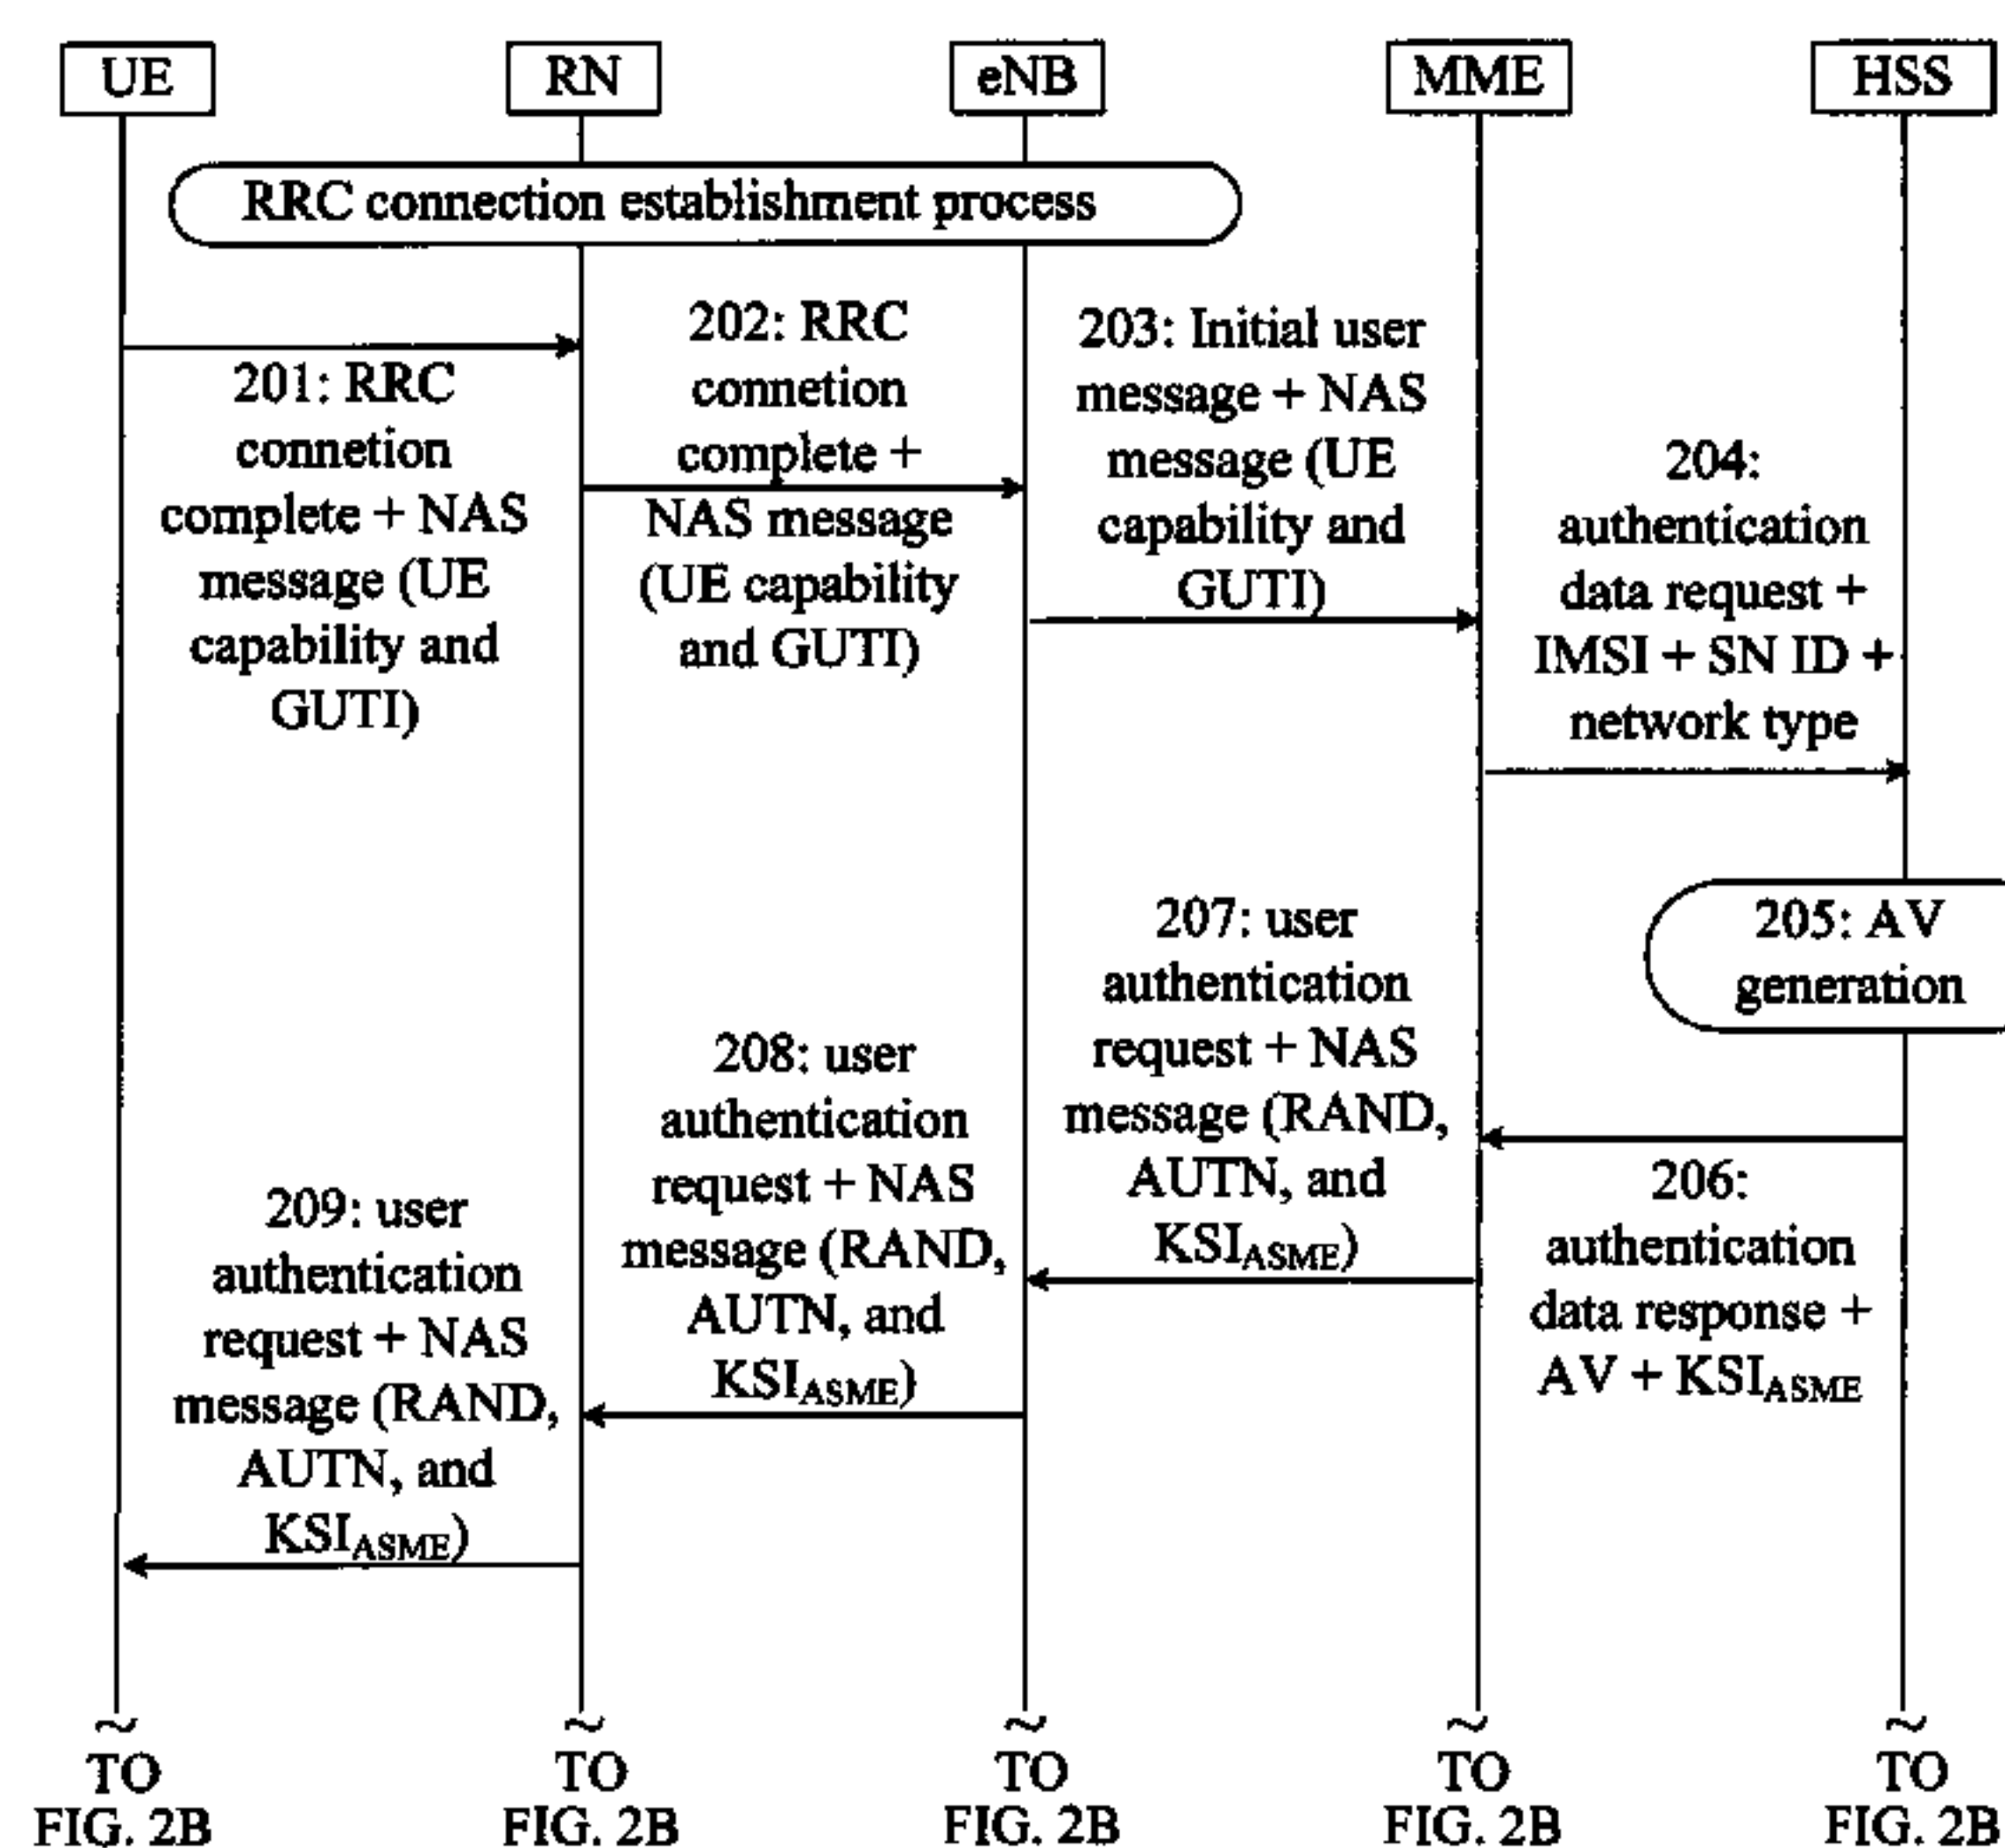 UE
RN
eNB
MME
HSS
RRC connection establishment process
201: RRC
connetion
complete + NAS
message (UE
capability and
GUTI)
202: RRC
connetion
complete +
NAS message
(UE capability
and GUTI)
203: Initial user
message + NAS
message (UE
capability and
GUTI)
204:
authentication
data request +
IMSI + SN ID +
network type
205: AV
generation
206:
authentication
data response +
AV + KSIASME
207: user
authentication
request + NAS
message (RAND,
AUTN, and
KSIASME)
208: user
authentication
request + NAS
message (RAND,
AUTN, and
KSIASME)
209: user
authentication
request + NAS
message (RAND,
AUTN, and
KSIASME)
TO
FIG. 2B
TO
FIG. 2B
TO
FIG. 2B
TO
FIG. 2B
TO
FIG. 2B